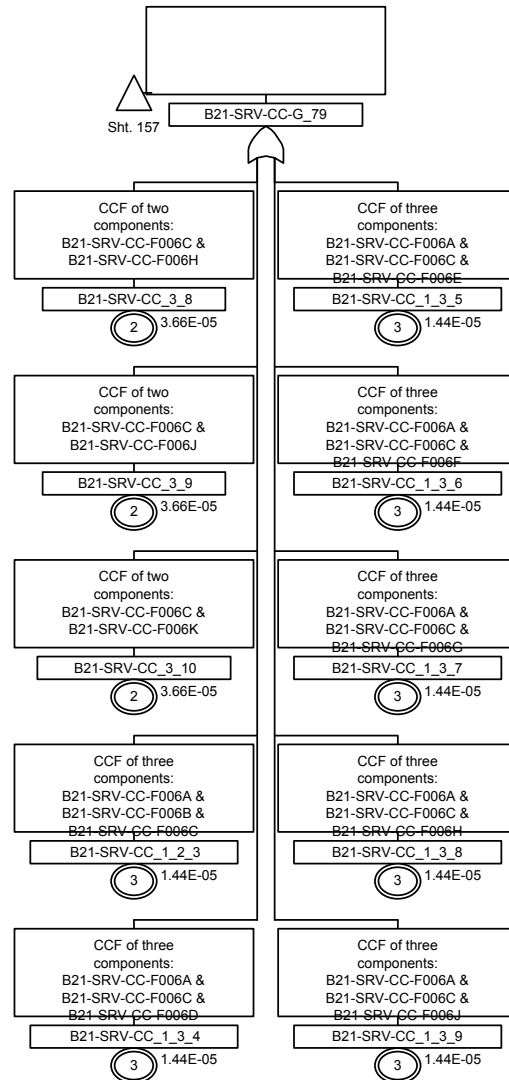 Sht. 157
B21-SRV-CC-G_79
CCF of two
components:
B21-SRV-CC-F006C &
B21-SRV-CC-F006H
B21-SRV-CC_3_8
2
3.66E-05
CCF of three
components:
B21-SRV-CC-F006A &
B21-SRV-CC-F006C &
B21-SRV-CC-F006E
B21-SRV-CC_1_3_5
3
1.44E-05
CCF of two
components:
B21-SRV-CC-F006C &
B21-SRV-CC-F006J
B21-SRV-CC_3_9
2
3.66E-05
CCF of three
components:
B21-SRV-CC-F006A &
B21-SRV-CC-F006C &
B21-SRV-CC-F006F
B21-SRV-CC_1_3_6
3
1.44E-05
CCF of two
components:
B21-SRV-CC-F006C &
B21-SRV-CC-F006K
B21-SRV-CC_3_10
2
3.66E-05
CCF of three
components:
B21-SRV-CC-F006A &
B21-SRV-CC-F006C &
B21-SRV-CC-F006G
B21-SRV-CC_1_3_7
3
1.44E-05
CCF of three
components:
B21-SRV-CC-F006A &
B21-SRV-CC-F006B &
B21-SRV-CC-F006C
B21-SRV-CC_1_2_3
3
1.44E-05
CCF of three
components:
B21-SRV-CC-F006A &
B21-SRV-CC-F006C &
B21-SRV-CC-F006H
B21-SRV-CC_1_3_8
3
1.44E-05
CCF of three
components:
B21-SRV-CC-F006A &
B21-SRV-CC-F006C &
B21-SRV-CC-F006D
B21-SRV-CC_1_3_4
3
1.44E-05
CCF of three
components:
B21-SRV-CC-F006A &
B21-SRV-CC-F006C &
B21-SRV-CC-F006J
B21-SRV-CC_1_3_9
3
1.44E-05